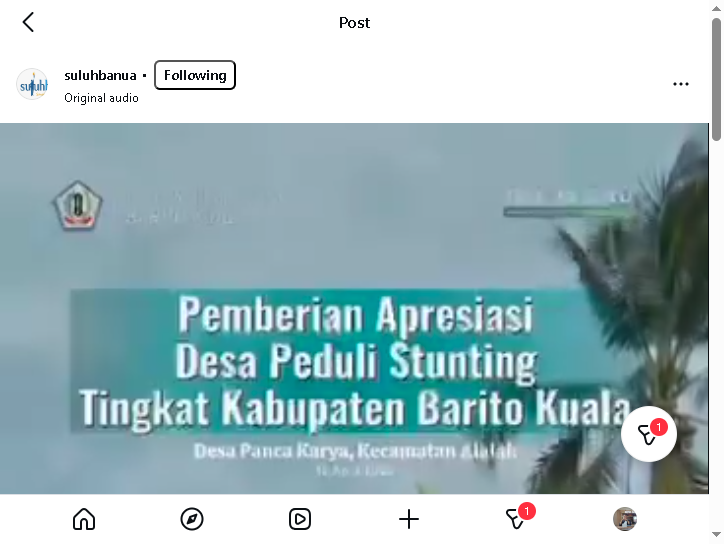 Post
suluhbanua • Following
Original audio
suluh
Pemberian Apresiasi
Desa Peduli Stunting
Tingkat Kabupaten Barito Kuala
1
Desa Panca Karya, Kecamatan Alalak
1